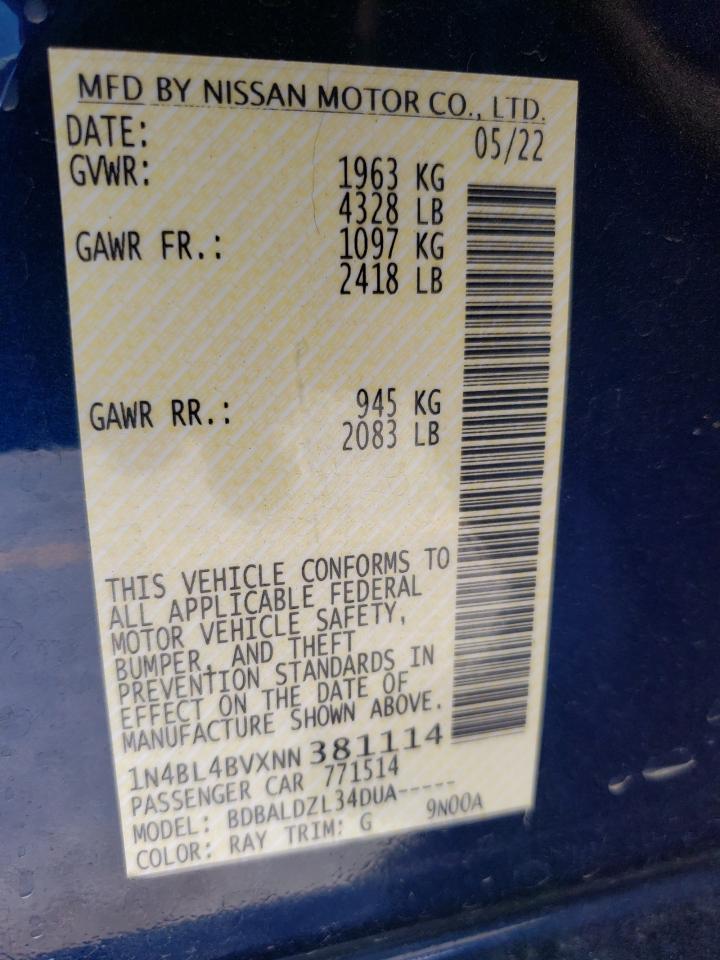 MFD BY NISSAN MOTOR CO., LTD.
DATE: 05/22
GVWR: 1963 KG
4328 LB
GAWR FR.: 1097 KG
2418 LB
GAWR RR.: 945 KG
2083 LB
THIS VEHICLE CONFORMS TO
ALL APPLICABLE FEDERAL
MOTOR VEHICLE SAFETY,
BUMPER, AND THEFT
PREVENTION STANDARDS IN
EFFECT ON THE DATE OF
MANUFACTURE SHOWN ABOVE.
1N4BL4BVXNN381114
PASSENGER CAR 771514
MODEL: BDBALDZL34DUA-----
COLOR: RAY TRIM: G 9N00A